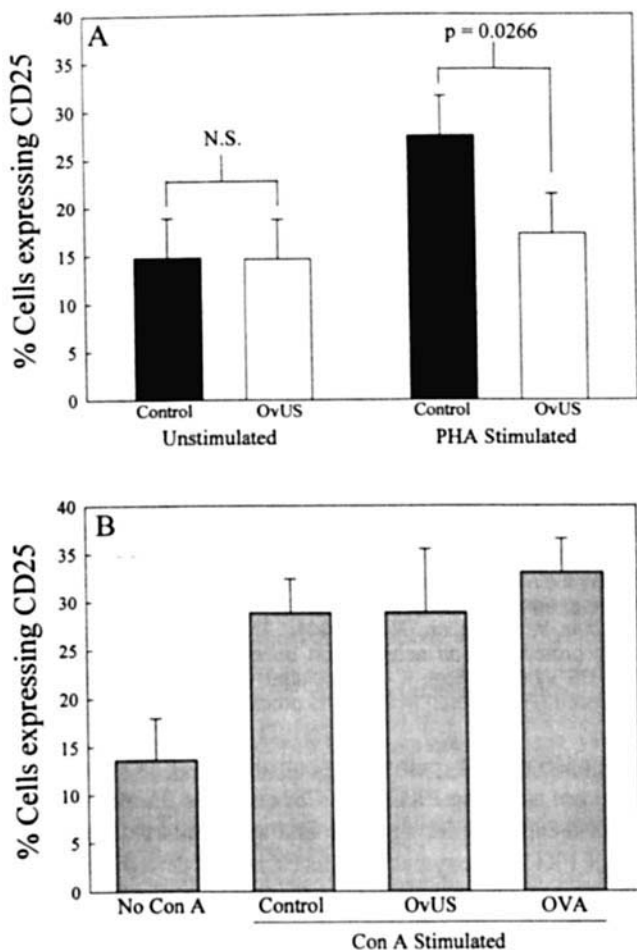 A
% Cells expressing CD25
40
35
30
25
20
15
10
5
0
N.S.
p = 0.0266
Control OvUS Control OvUS
Unstimulated PHA Stimulated
B
% Cells expressing CD25
40
35
30
25
20
15
10
5
0
No Con A Control OvUS OVA
Con A Stimulated